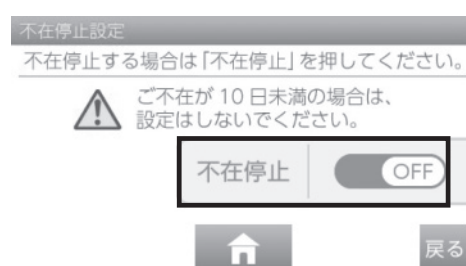 不在停止設定
不在停止する場合は「不在停止」を押してください。
ご不在が10日未満の場合は、
設定はしないでください。
不在停止 OFF
戻る